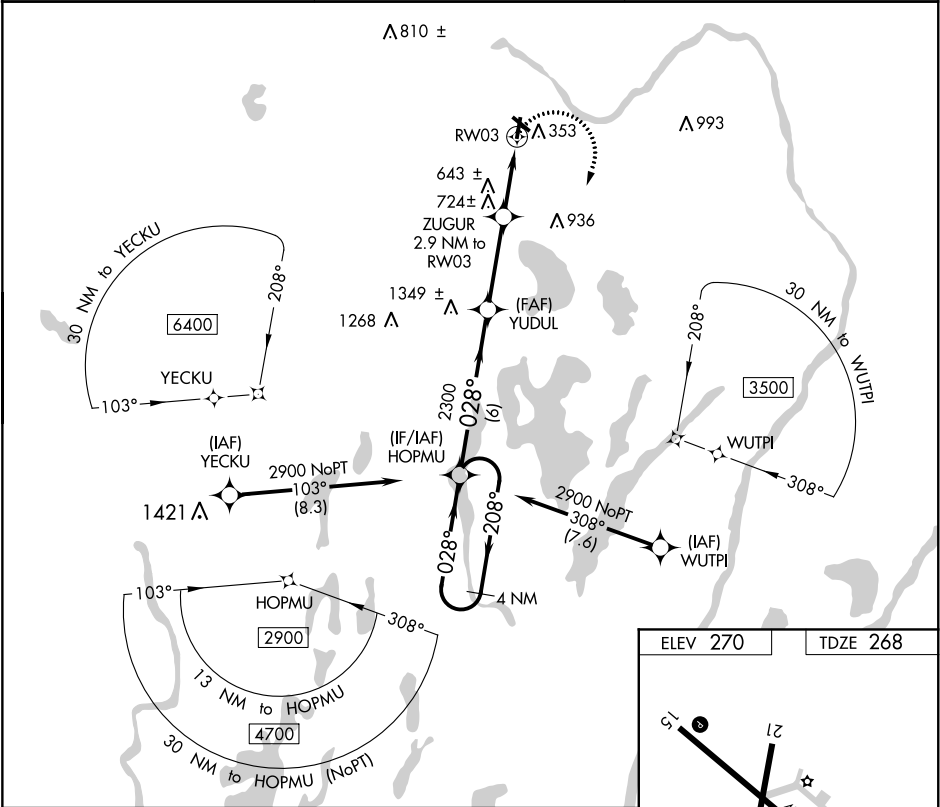 810 ±
RW03
353
993
643 ±
724±
ZUGUR
2.9 NM to
RW03
936
30 NM to YECKU
208°
6400
YECKU
103°
1349 ±
1268
(FAF)
YUDUL
30 NM to WUTPI
208°
3500
WUTPI
308°
2300
028°
(6)
(IF/IAF)
HOPMU
(IAF)
YECKU
2900 NoPT
103°
(8.3)
1421
2900 NoPT
308°
(7.6)
(IAF)
WUTPI
028°
208°
4 NM
103°
HOPMU
308°
2900
13 NM to HOPMU
4700
30 NM to HOPMU (NoPT)
ELEV 270
TDZE 268
15
P
21